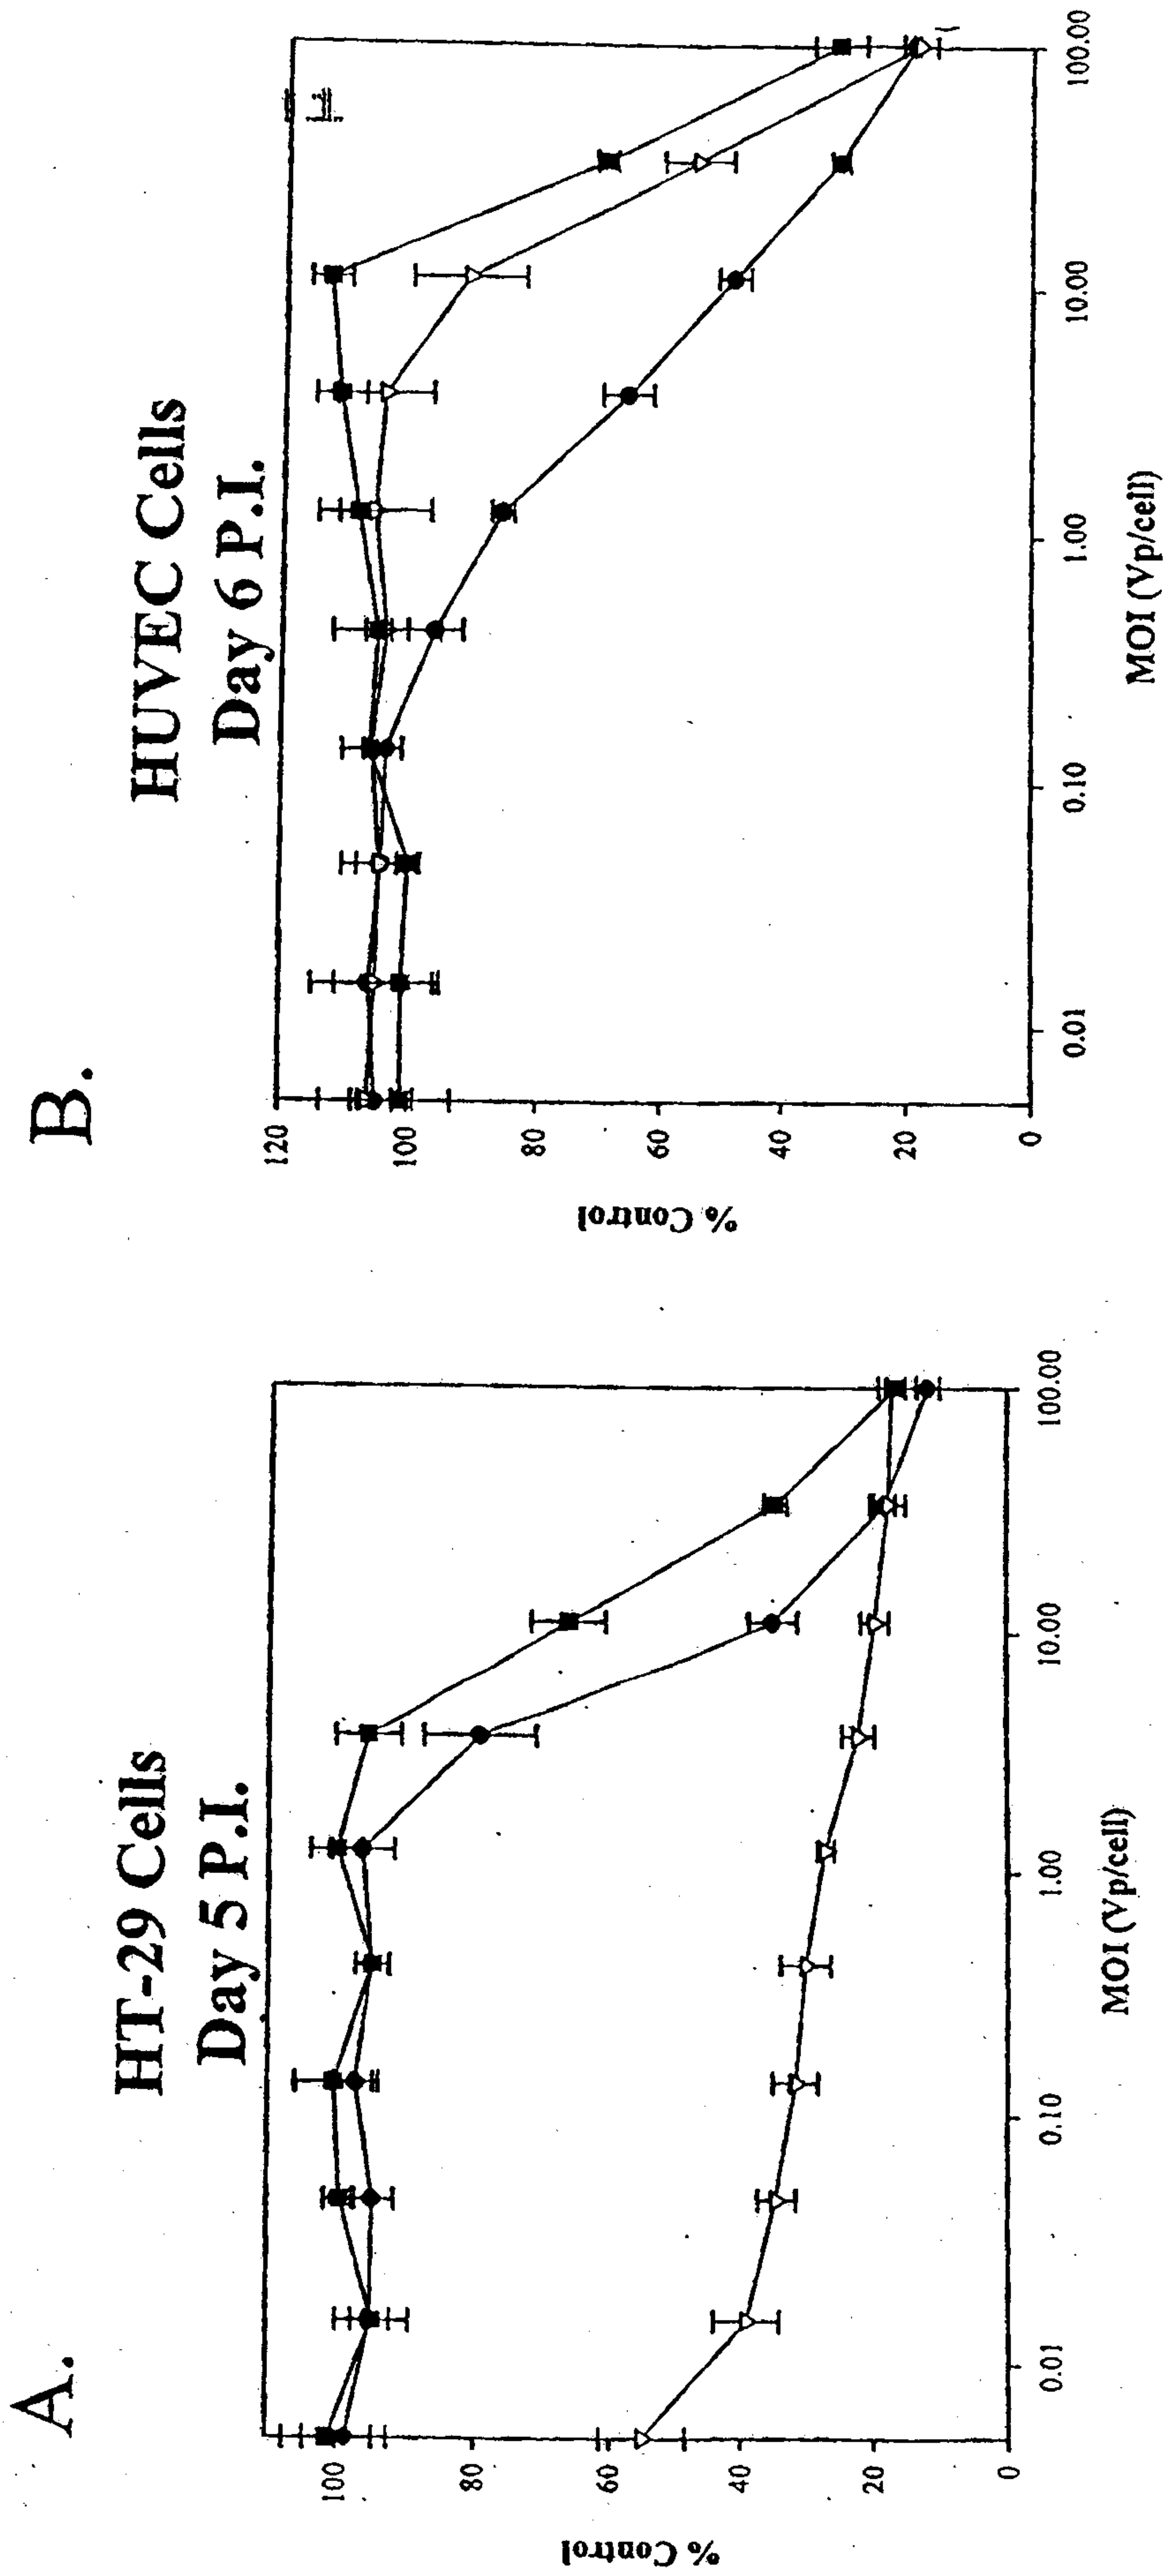 A.
HT-29 Cells
Day 5 P.I.
% Control
100
80
60
40
20
0
0.01
0.10
1.00
10.00
100.00
MOI (Vp/cell)
B.
HUVEC Cells
Day 6 P.I.
% Control
120
100
80
60
40
20
0
0.01
0.10
1.00
10.00
100.00
MOI (Vp/cell)